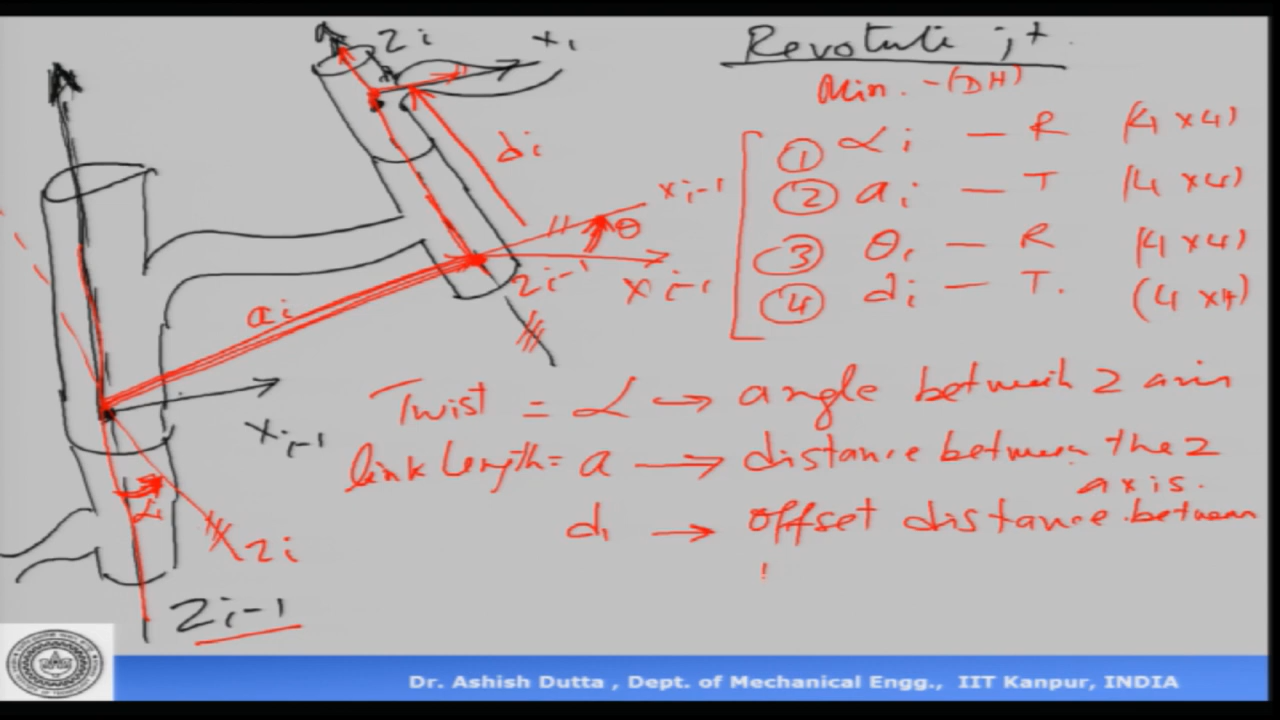 Revolute jt.
Min. - (DH)
① αi — R (4 x 4)
② ai — T (4 x 4)
③ θi — R (4 x 4)
④ di — T. (4 x 4)
Zi
xi
di
xi-1
θ
Zi-1
xi-1
ai
xi-1
α
Zi
Zi-1
Twist = α → angle between 2 axis
link length = a → distance between the 2
axis.
di → offset distance between
Dr. Ashish Dutta , Dept. of Mechanical Engg., IIT Kanpur, INDIA